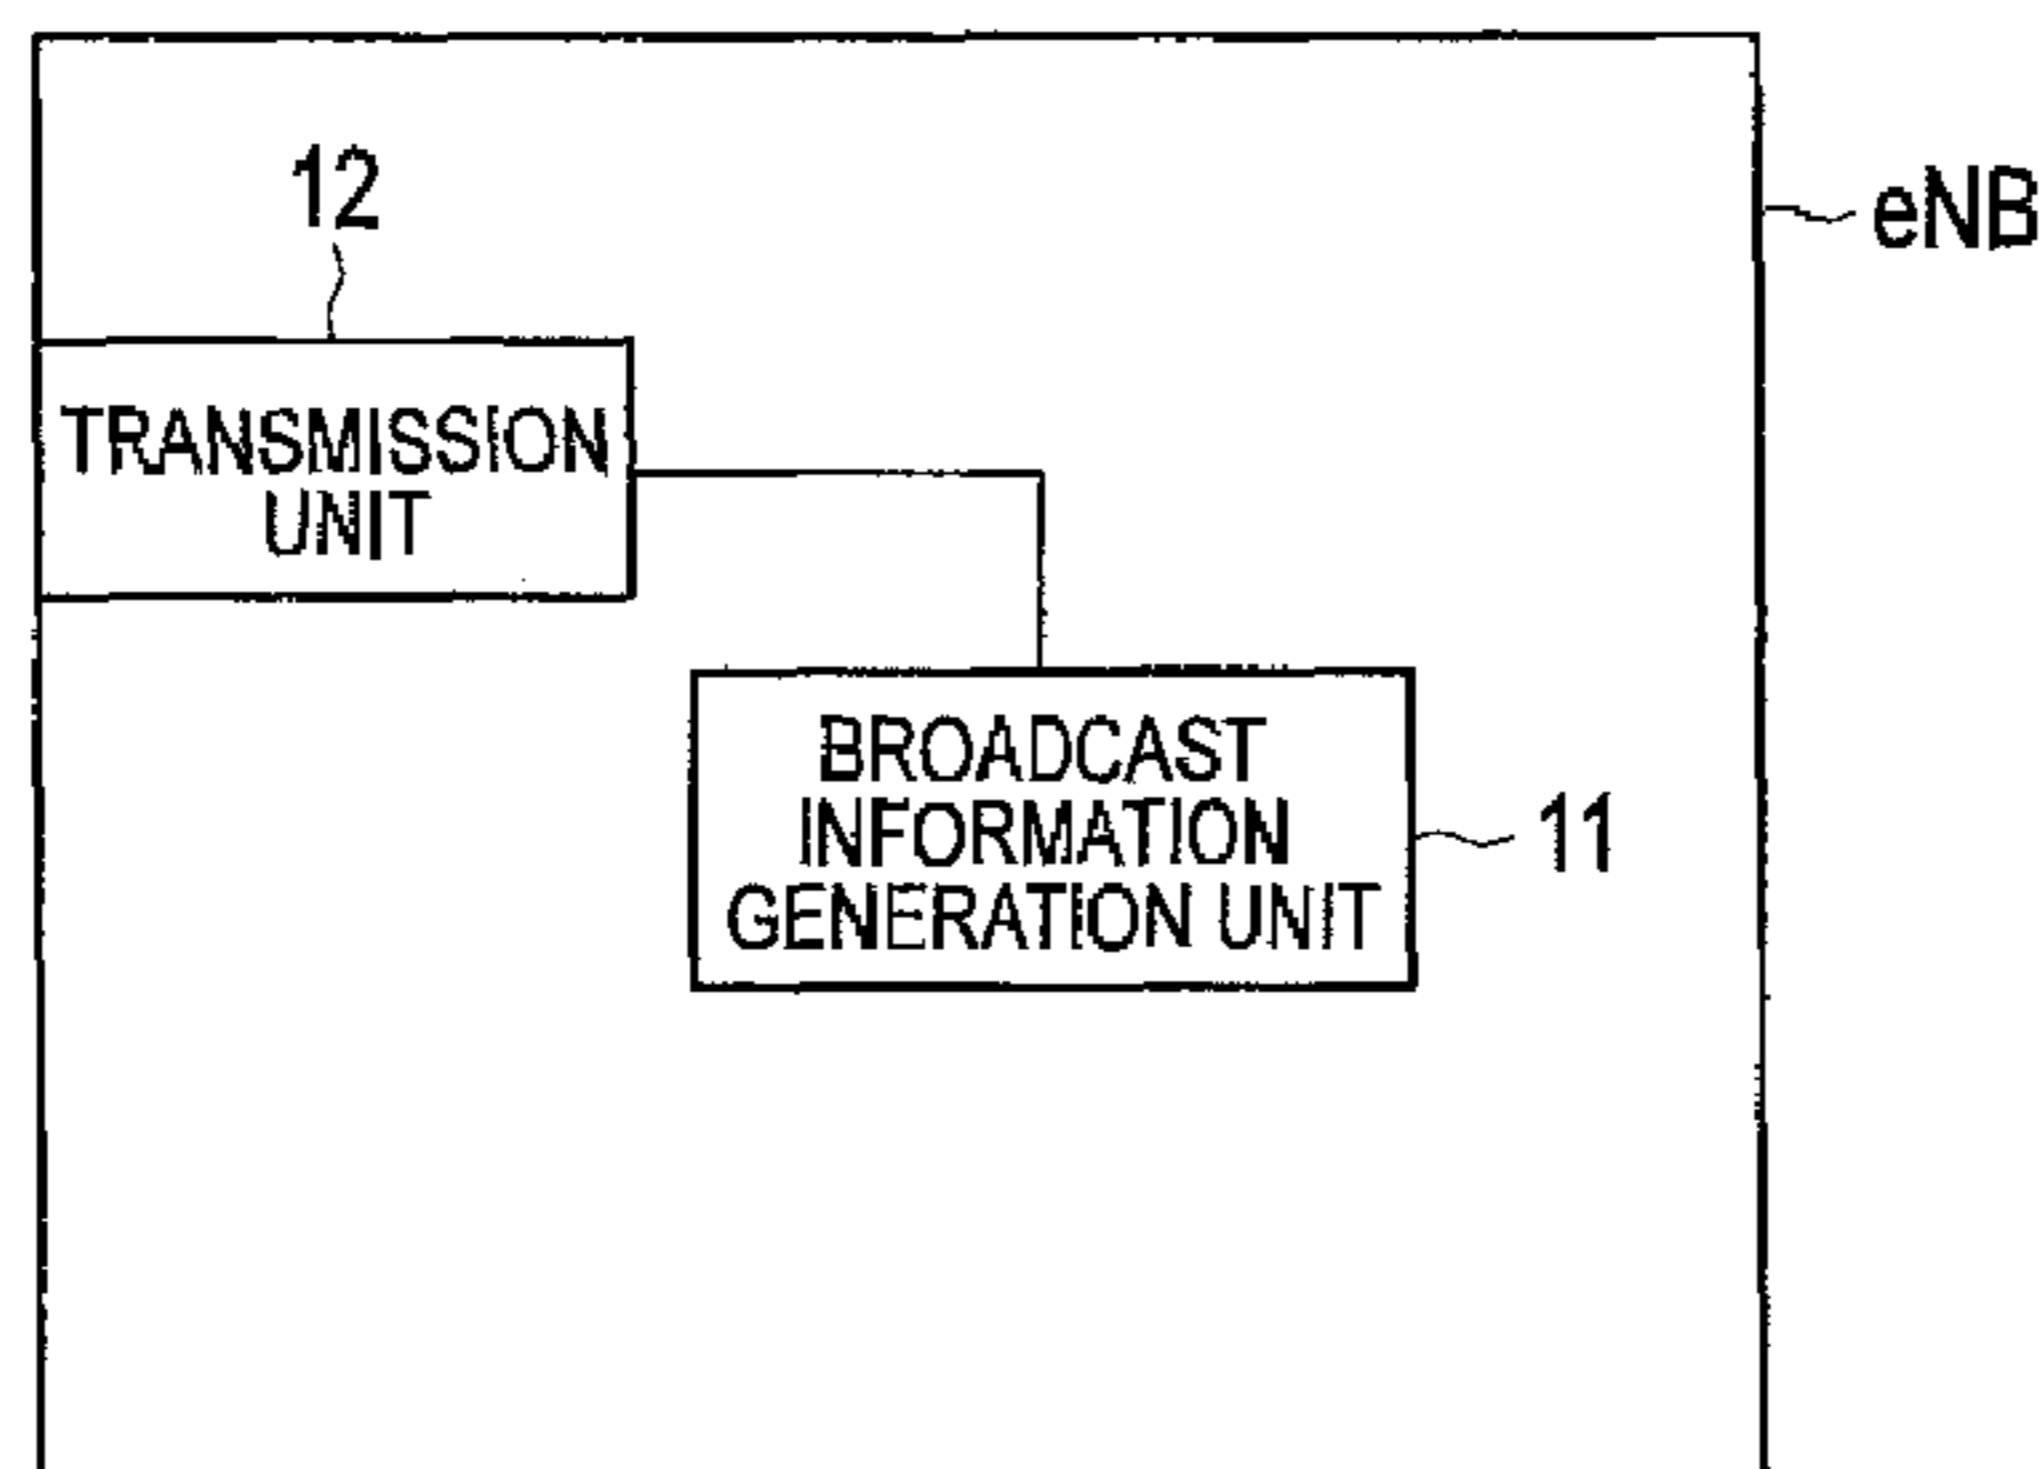 12
eNB
TRANSMISSION
UNIT
BROADCAST
INFORMATION
GENERATION UNIT
11